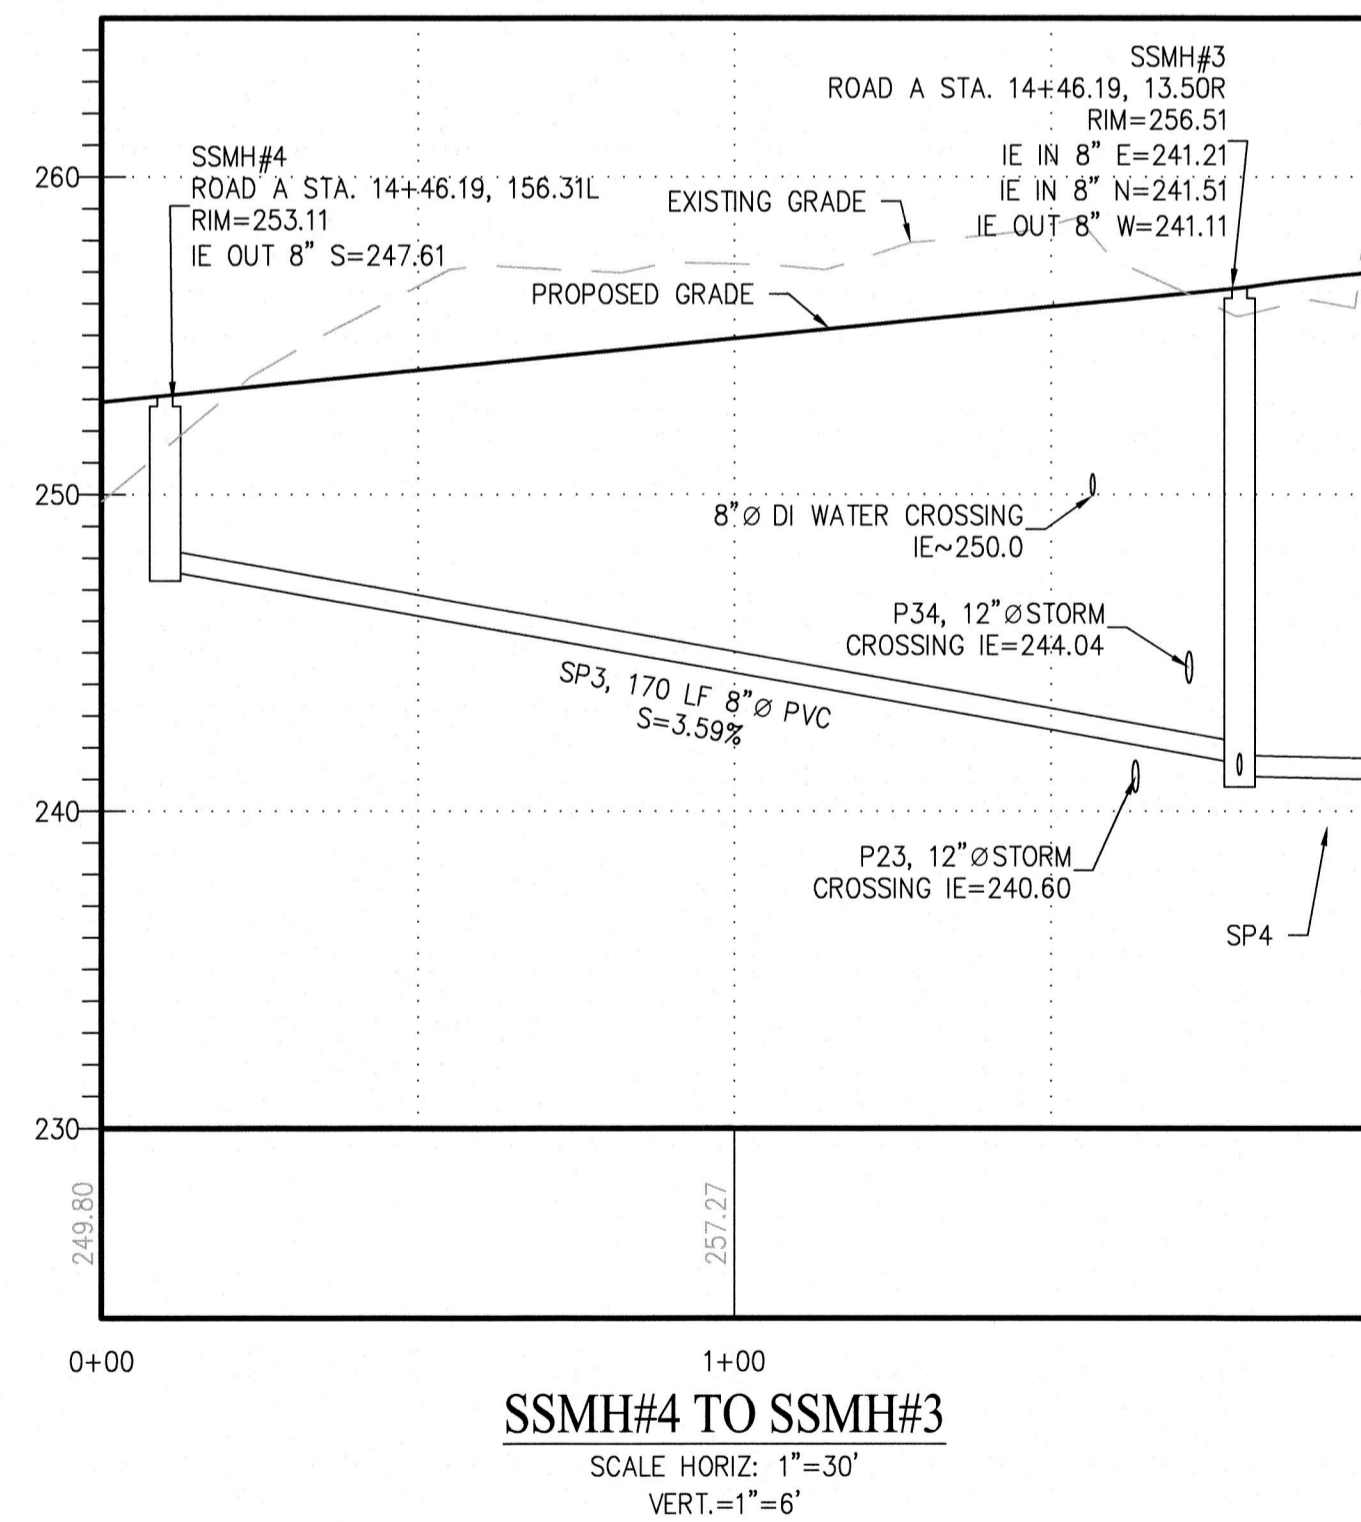 SSMH#3
ROAD A STA. 14+46.19, 13.50R
RIM=256.51
IE IN 8" E=241.21
IE IN 8" N=241.51
IE OUT 8" W=241.11
SSMH#4
ROAD A STA. 14+46.19, 156.31L
RIM=253.11
IE OUT 8" S=247.61
260
EXISTING GRADE
PROPOSED GRADE
250
8"Ø DI WATER CROSSING
IE~250.0
P34, 12"Ø STORM
CROSSING IE=244.04
SP3, 170 LF 8"Ø PVC
S=3.59%
240
P23, 12"Ø STORM
CROSSING IE=240.60
SP4
230
249.80
257.27
0+00
1+00
SSMH#4 TO SSMH#3
SCALE HORIZ: 1"=30'
VERT.=1"=6'